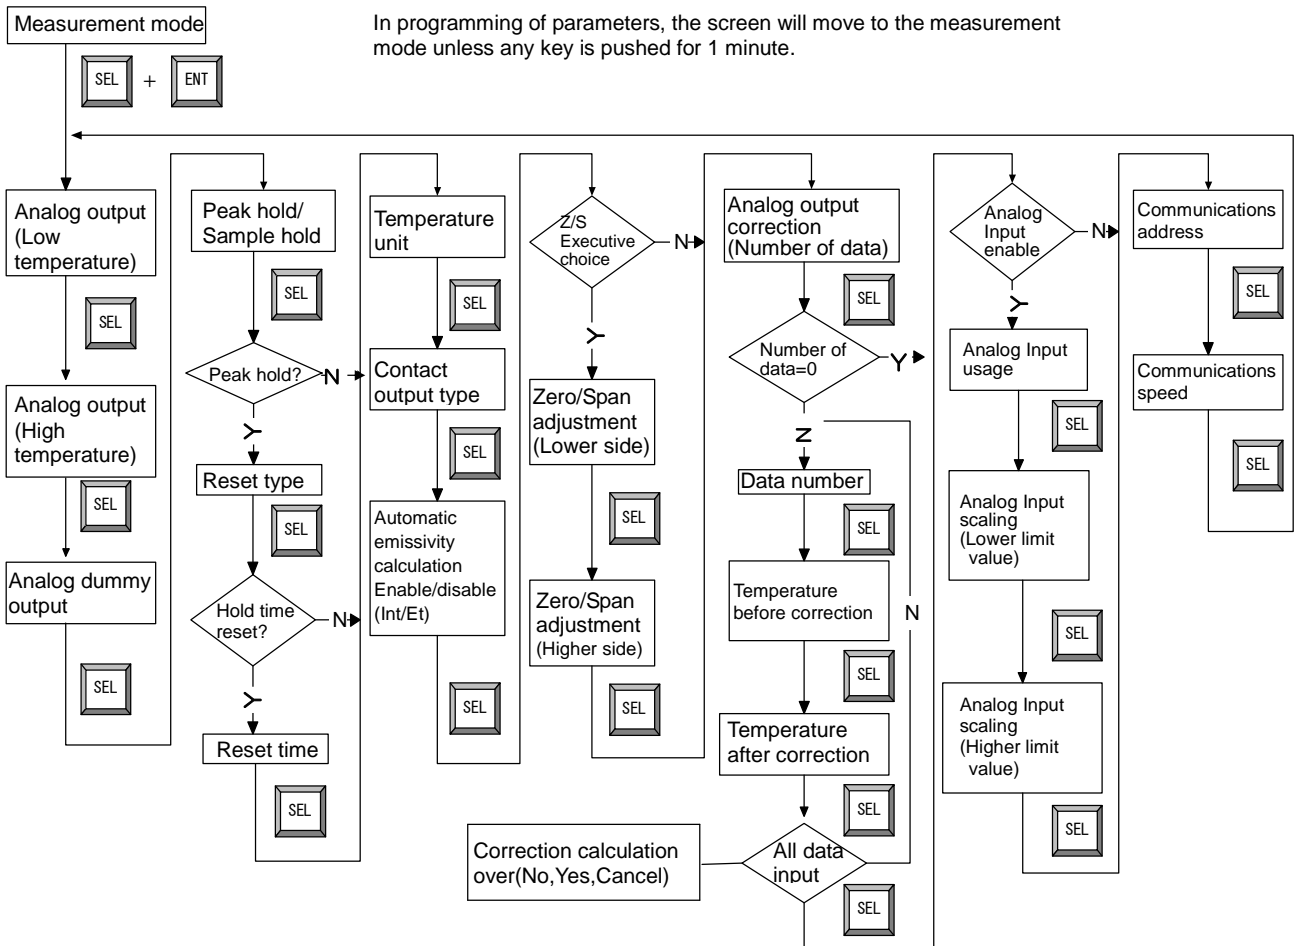 Measurement mode
In programming of parameters, the screen will move to the measurement
mode unless any key is pushed for 1 minute.
SEL
+
ENT
Analog output
(Low
temperature)
SEL
Analog output
(High
temperature)
SEL
Analog dummy
output
SEL
Peak hold/
Sample hold
SEL
Peak hold?
N
Y
Reset type
SEL
Hold time
reset?
N
Y
Reset time
SEL
Temperature
unit
SEL
Contact
output type
SEL
Automatic
emissivity
calculation
Enable/disable
(Int/Et)
SEL
Z/S
Executive
choice
N
Y
Zero/Span
adjustment
(Lower side)
SEL
Zero/Span
adjustment
(Higher side)
SEL
Analog output
correction
(Number of data)
SEL
Number of
data=0
Y
N
Data number
SEL
Temperature
before correction
SEL
Temperature
after correction
SEL
All data
input
N
SEL
Correction calculation
over(No,Yes,Cancel)
Analog
Input
enable
N
Y
Analog Input
usage
SEL
Analog Input
scaling
(Lower limit
value)
SEL
Analog Input
scaling
(Higher limit
value)
SEL
Communications
address
SEL
Communications
speed
SEL